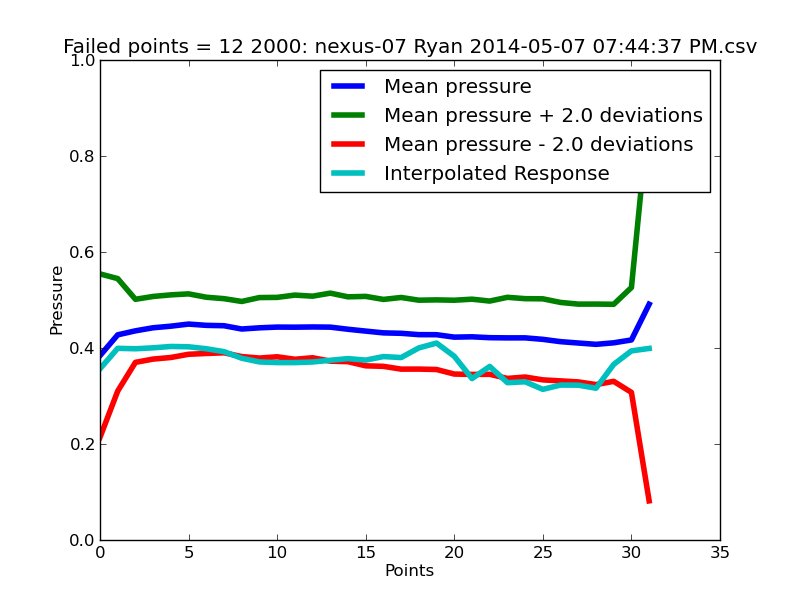 Failed points = 12 2000: nexus-07 Ryan 2014-05-07 07:44:37 PM.csv
1.0
0.8
0.6
0.4
0.2
0.0
Pressure
Mean pressure
Mean pressure + 2.0 deviations
Mean pressure - 2.0 deviations
Interpolated Response
0 5 10 15 20 25 30 35
Points